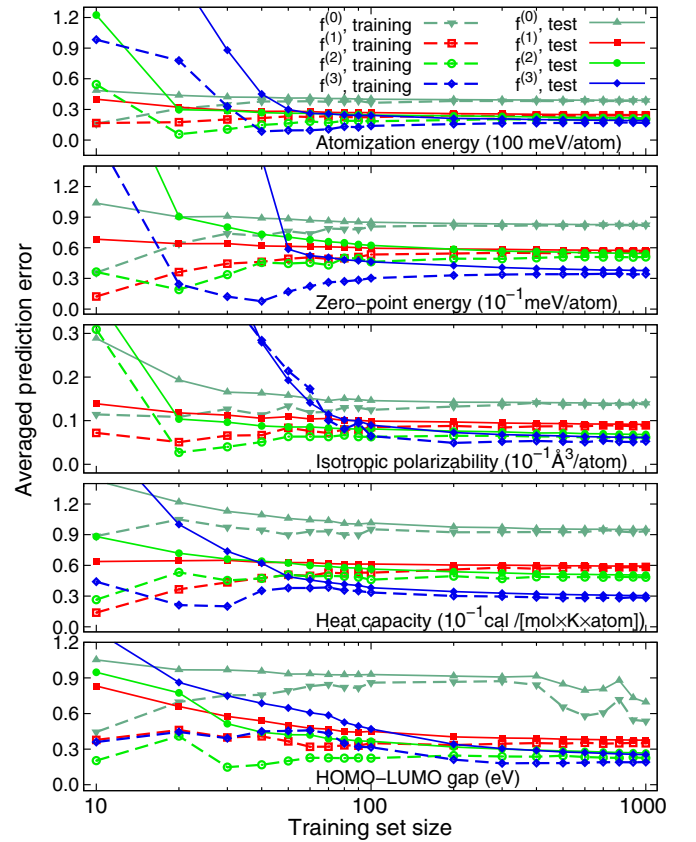 f(0), training
f(1), training
f(2), training
f(3), training
f(0), test
f(1), test
f(2), test
f(3), test
1.2
0.9
0.6
0.3
0.0
Atomization energy (100 meV/atom)
1.2
0.9
0.6
0.3
0.0
Zero−point energy (10−1meV/atom)
0.3
0.2
0.1
0.0
Isotropic polarizability (10−1Å3/atom)
1.2
0.9
0.6
0.3
0.0
Heat capacity (10−1cal /[mol×K×atom])
1.2
0.9
0.6
0.3
0.0
HOMO−LUMO gap (eV)
10
100
1000
Training set size
Averaged prediction error